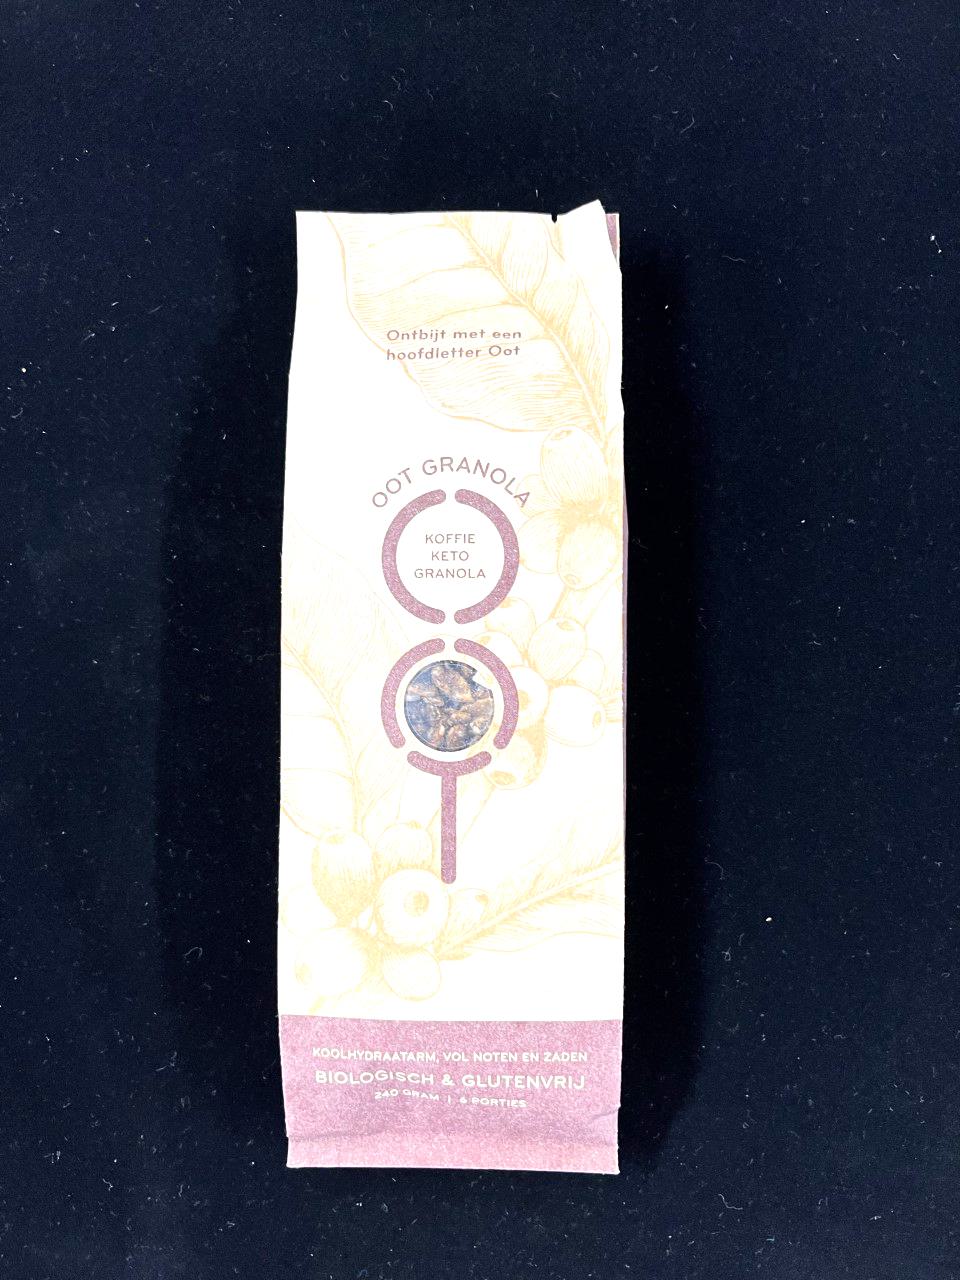 Ontbijt met een
hoofdletter Oot
OOT GRANOLA
KOFFIE
KETO
GRANOLA
OOT
KOOLHYDRAATARM, VOL NOTEN EN ZADEN
BIOLOGISCH & GLUTENVRIJ
240 GRAM | 6 PORTIES